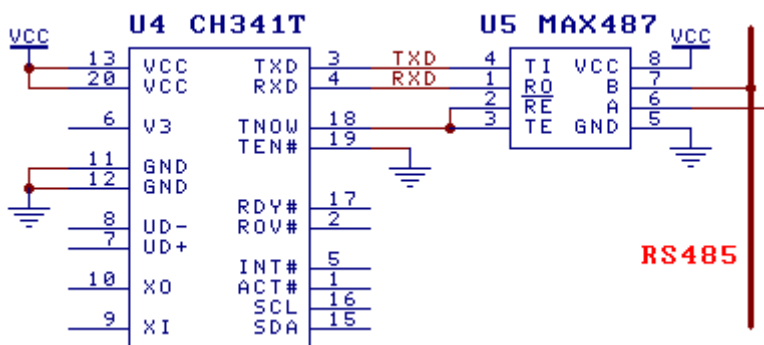 U4 CH341T U5 MAX487
VCC VCC
13 VCC TXD 3 TXD 4 TI VCC 8
20 VCC RXD 4 RXD 1 RO B 7
2 RE A 6
6 V3 TNOW 18 3 TE GND 5
TEN# 19
11 GND
12 GND
RDY# 17
8 UD- ROV# 2
7 UD+
INT# 5
RS485
10 XO ACT# 1
SCL 16
9 XI SDA 15